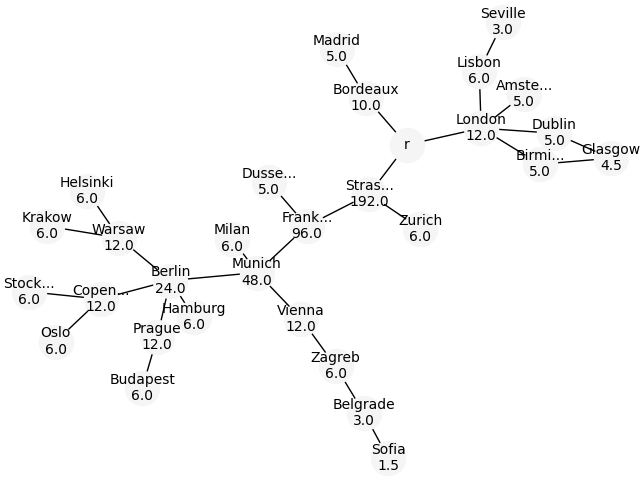 Seville
3.0
Madrid
5.0
Lisbon
6.0
Amste...
5.0
Bordeaux
10.0
London
12.0
Dublin
5.0
r
Glasgow
4.5
Birmi...
5.0
Dusse...
5.0
Stras...
192.0
Helsinki
6.0
Krakow
6.0
Frank...
96.0
Zurich
6.0
Warsaw
12.0
Milan
6.0
Munich
48.0
Berlin
24.0
Stock...
6.0
Copen...
12.0
Hamburg
6.0
Vienna
12.0
Oslo
6.0
Prague
12.0
Zagreb
6.0
Budapest
6.0
Belgrade
3.0
Sofia
1.5